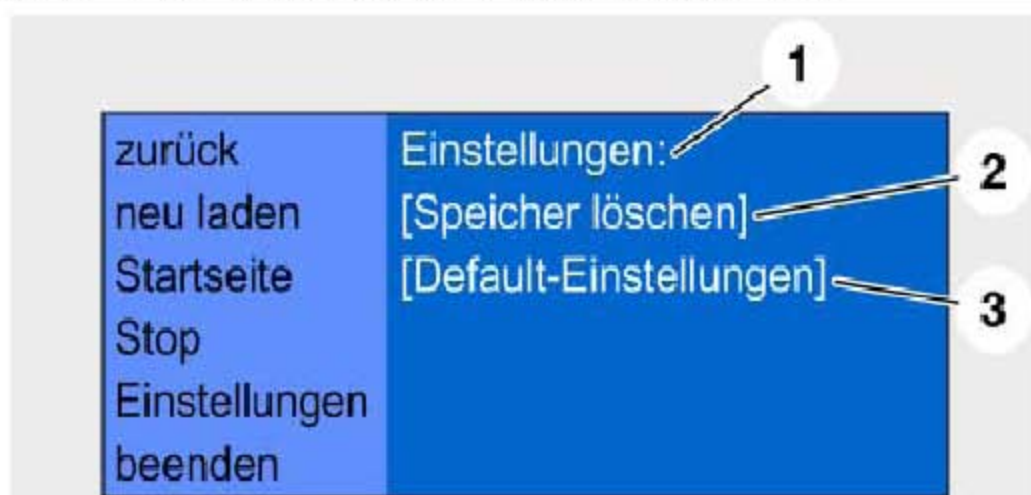 1
zurück
neu laden
Startseite
Stop
Einstellungen
beenden
Einstellungen:
[Speicher löschen]
[Default-Einstellungen]
2
3